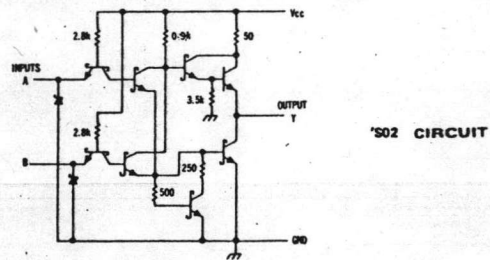 Vcc
2.8k
0.9k
50
INPUTS
A
3.5k
OUTPUT
Y
2.8k
'S02 CIRCUIT
B
250
500
GND